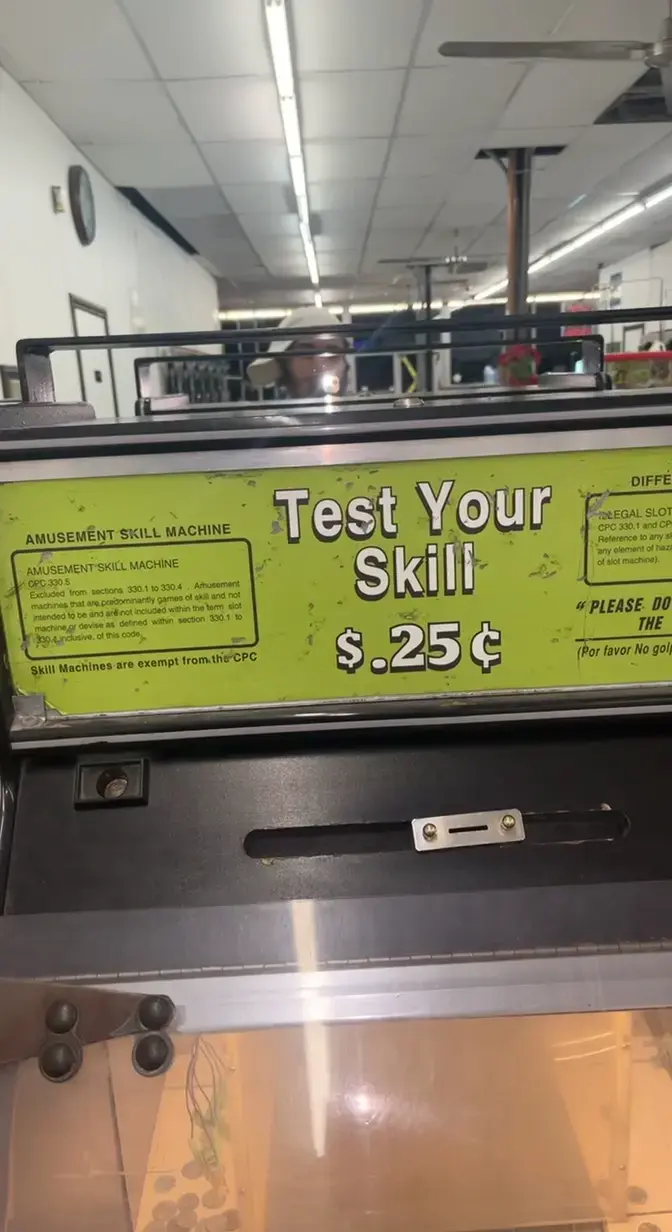 AMUSEMENT SKILL MACHINE
AMUSEMENT SKILL MACHINE
CPC 330.5
Excluded from sections 330.1 to 330.4 . Amusement
machines that are predominantly games of skill and not
intended to be and are not included within the term slot
machine or devise as defined within section 330.1 to
330.4 inclusive, of this code.
Skill Machines are exempt from the CPC
Test Your
Skill
$.25¢
DIFFE
ILLEGAL SLOT
CPC 330.1 and CP
Reference to any sl
any element of haz
of slot machine).
“ PLEASE DO
THE
(Por favor No golp